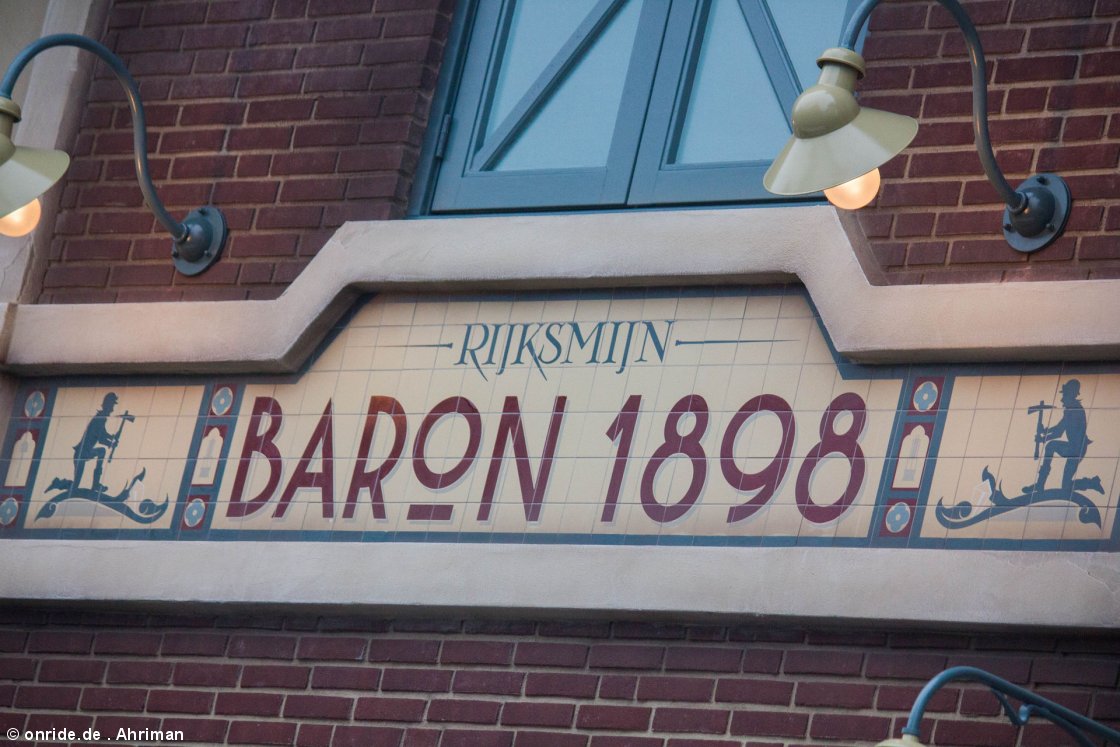 RIJKSMIJN
BARON 1898
© onride.de . Ahriman